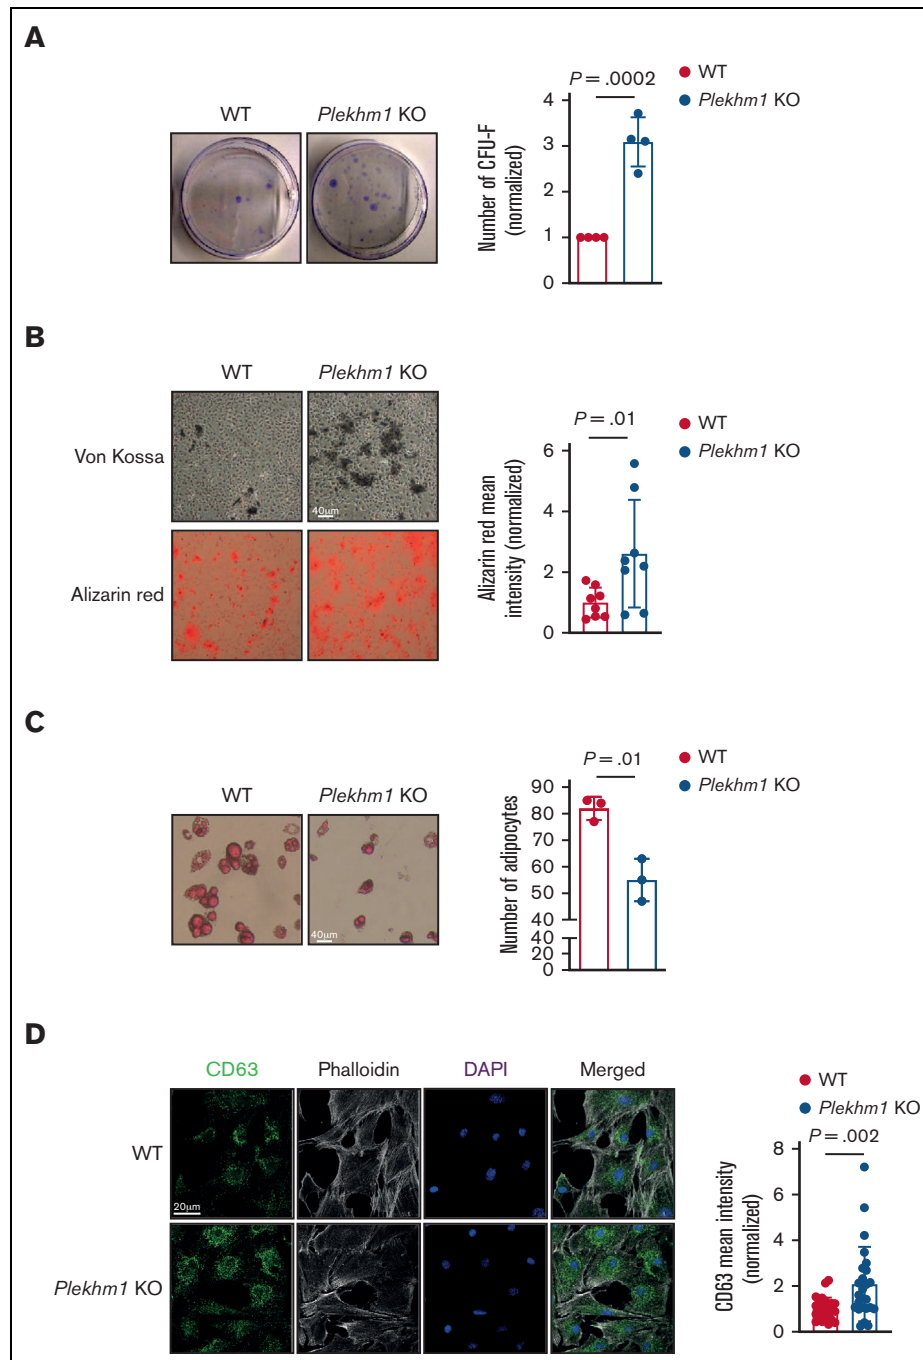 A
WT
Plekhm1 KO
Number of CFU-F
(normalized)
P = .0002
4
3
2
1
0
WT
Plekhm1 KO
B
WT
Plekhm1 KO
Von Kossa
40μm
Alizarin red
Alizarin red mean
intensity (normalized)
P = .01
6
4
2
0
WT
Plekhm1 KO
C
WT
Plekhm1 KO
40μm
Number of adipocytes
P = .01
90
80
70
60
50
40
40
20
0
WT
Plekhm1 KO
D
CD63
Phalloidin
DAPI
Merged
WT
20μm
Plekhm1 KO
WT
Plekhm1 KO
CD63 mean intensity
(normalized)
P = .002
8
6
4
2
0